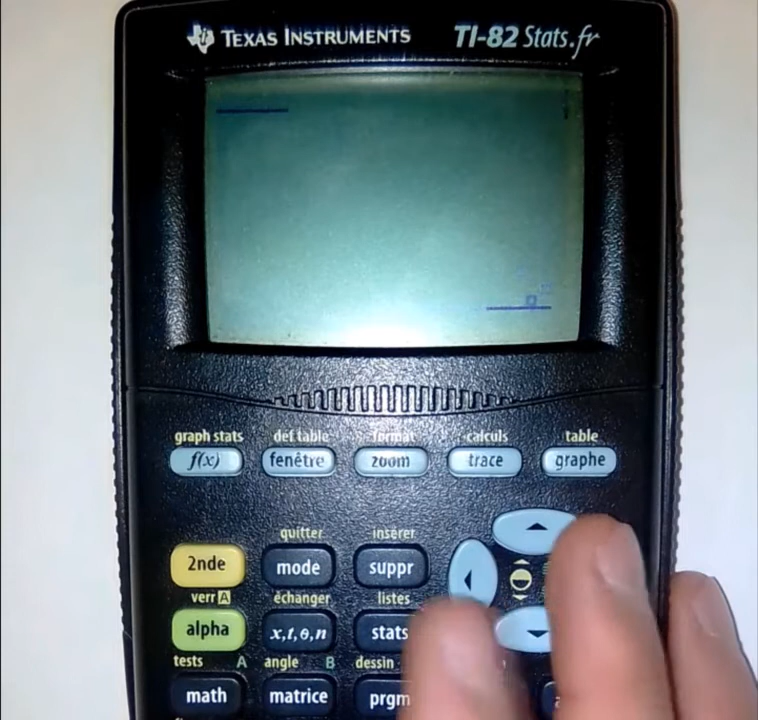 TEXAS INSTRUMENTS TI-82 Stats.fr
graph stats déf table format calculs table
f(x) fenêtre zoom trace graphe
quitter insérer
2nde mode suppr
verr A échanger listes
alpha x,t,θ,n stats
tests A angle B dessin
math matrice prgm